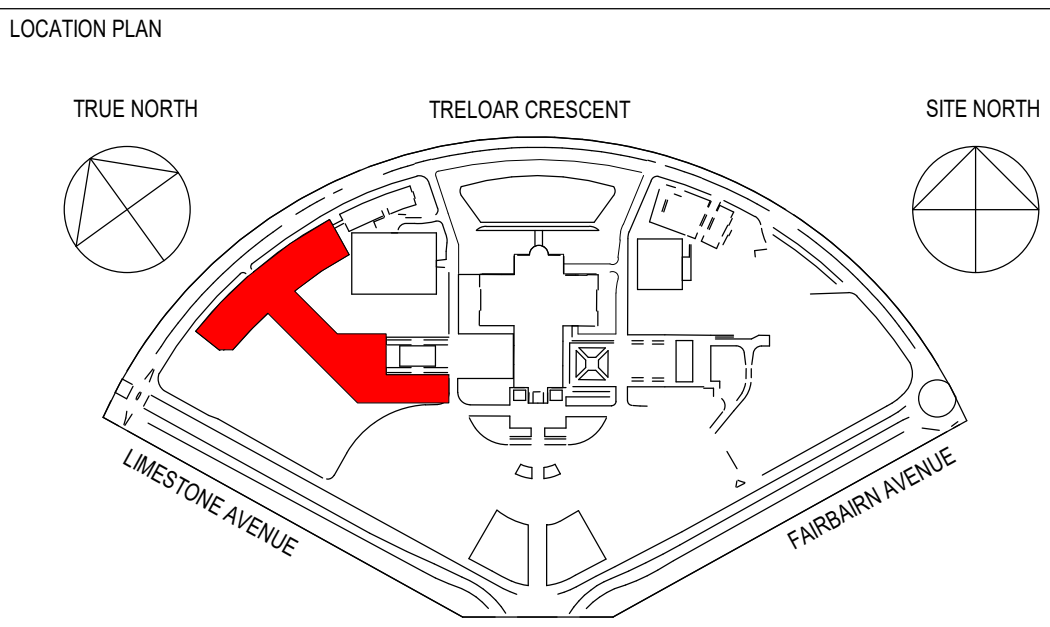 LOCATION PLAN
TRUE NORTH
TRELOAR CRESCENT
SITE NORTH
LIMESTONE AVENUE
FAIRBAIRN AVENUE